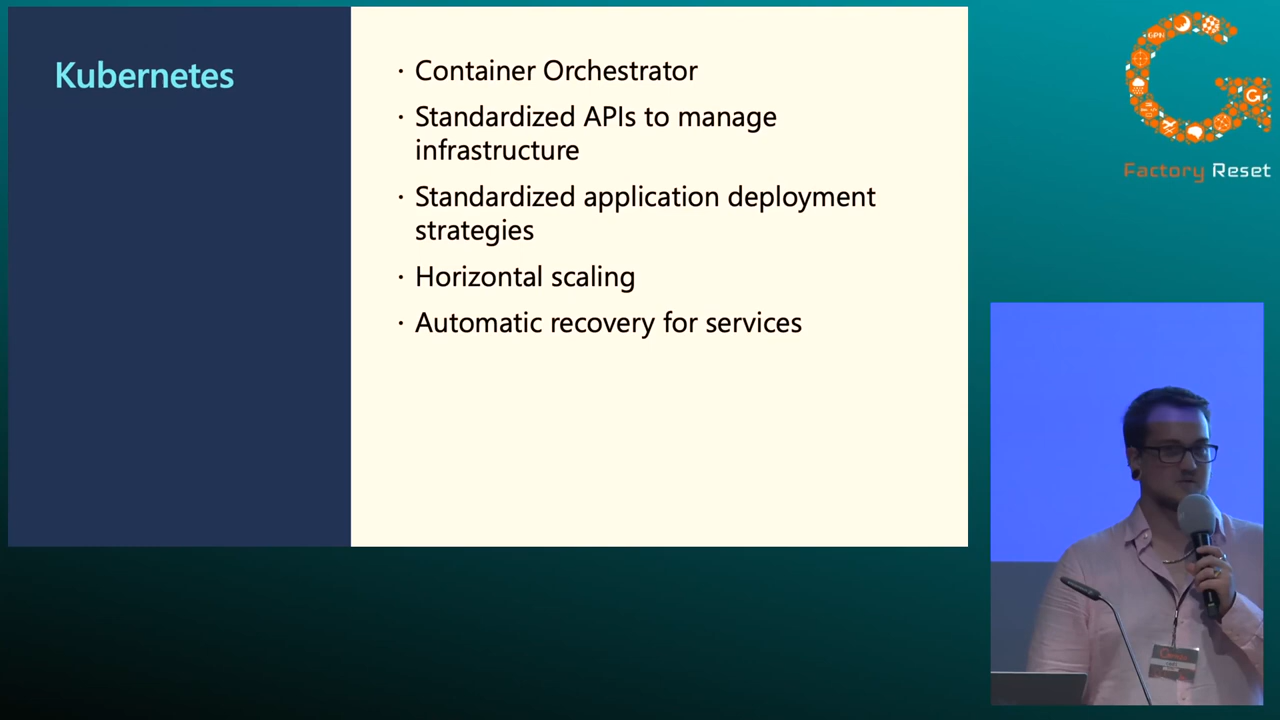 Kubernetes
· Container Orchestrator
· Standardized APIs to manage
infrastructure
· Standardized application deployment
strategies
· Horizontal scaling
· Automatic recovery for services
GPN
G
Factory Reset